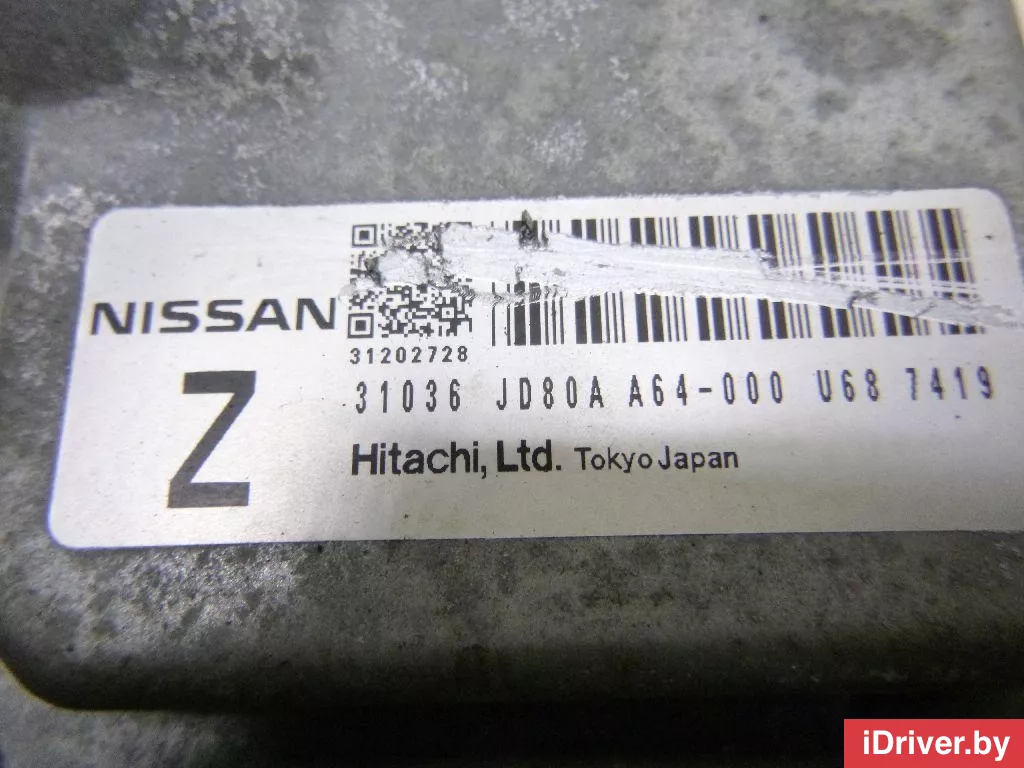 NISSAN
31202728
Z
31036 JD80A A64-000 U68 7419
Hitachi, Ltd. Tokyo Japan
iDriver.by